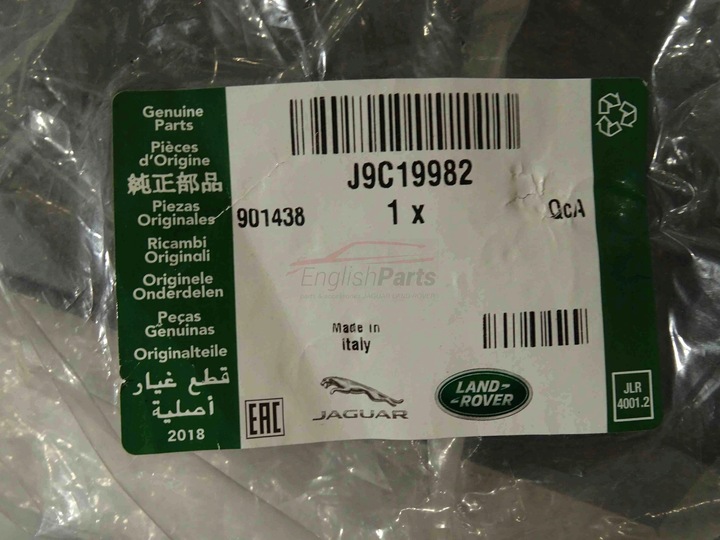 Genuine
Parts
Pièces
d'Origine
純正部品
Piezas
Originales
Ricambi
Originali
Originele
Onderdelen
Peças
Genuinas
Originalteile
قطع غيار
أصلية
2018
J9C19982
901438
1 x
QcA
EnglishParts
Made in
italy
EAC
JAGUAR
LAND-
-ROVER
JLR
4001.2